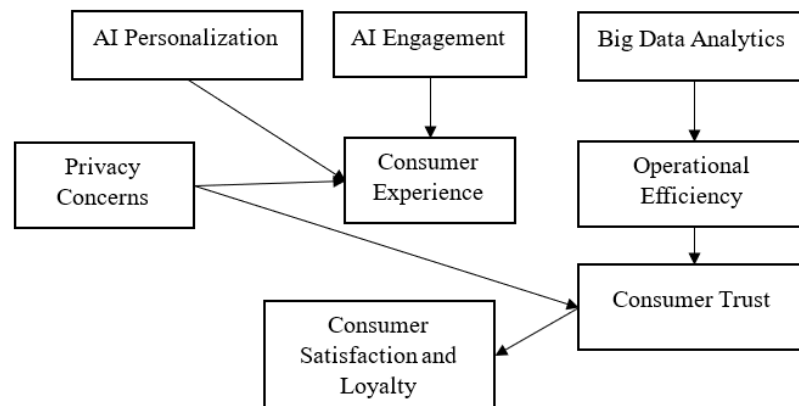 AI Personalization
AI Engagement
Big Data Analytics
Privacy
Concerns
Consumer
Experience
Operational
Efficiency
Consumer Trust
Consumer
Satisfaction and
Loyalty